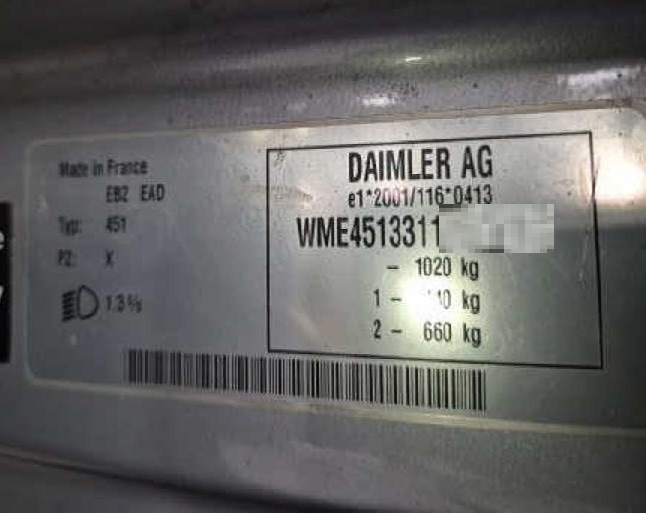 Made in France
EB2 EAD
Typ: 451
PZ: X
1.3%
DAIMLER AG
e1*2001/116*0413
WME4513311
- 1020 kg
1 - 10 kg
2 - 660 kg